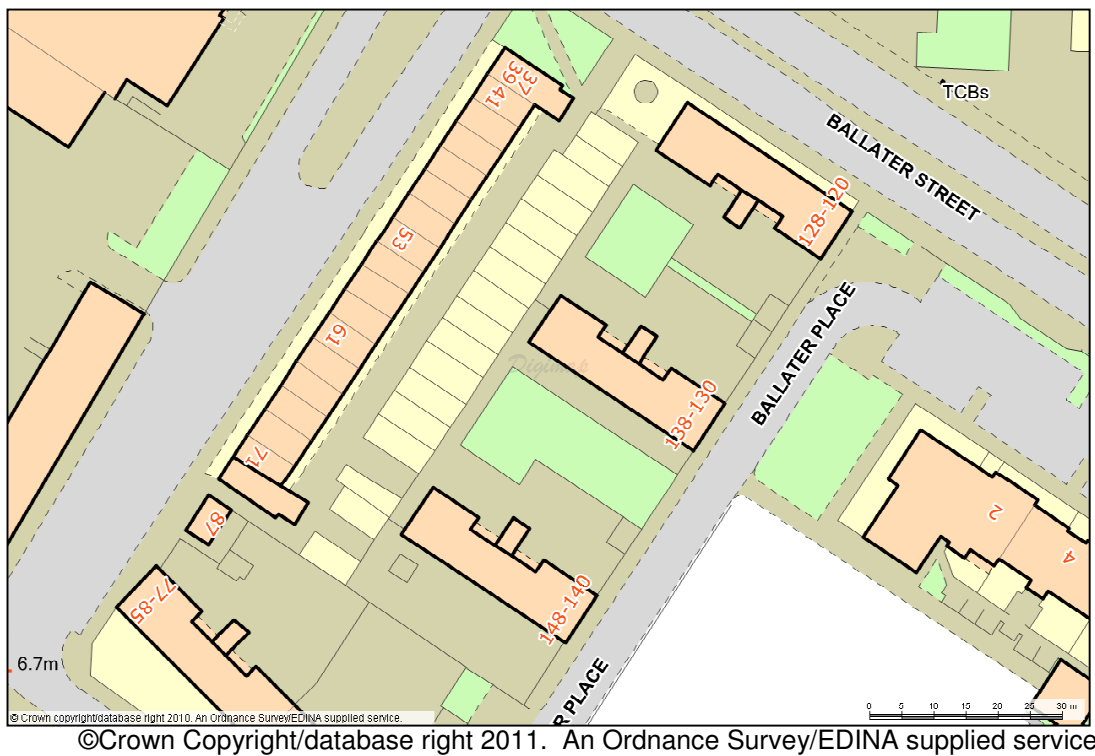 TCBs
BALLATER STREET
37
39
41
128-120
53
BALLATER PLACE
61
Digimap
138-130
71
2
87
4
77-85
148-140
6.7m
R PLACE
0 5 10 15 20 25 30 m
© Crown copyright/database right 2010. An Ordnance Survey/EDINA supplied service.
©Crown Copyright/database right 2011. An Ordnance Survey/EDINA supplied service